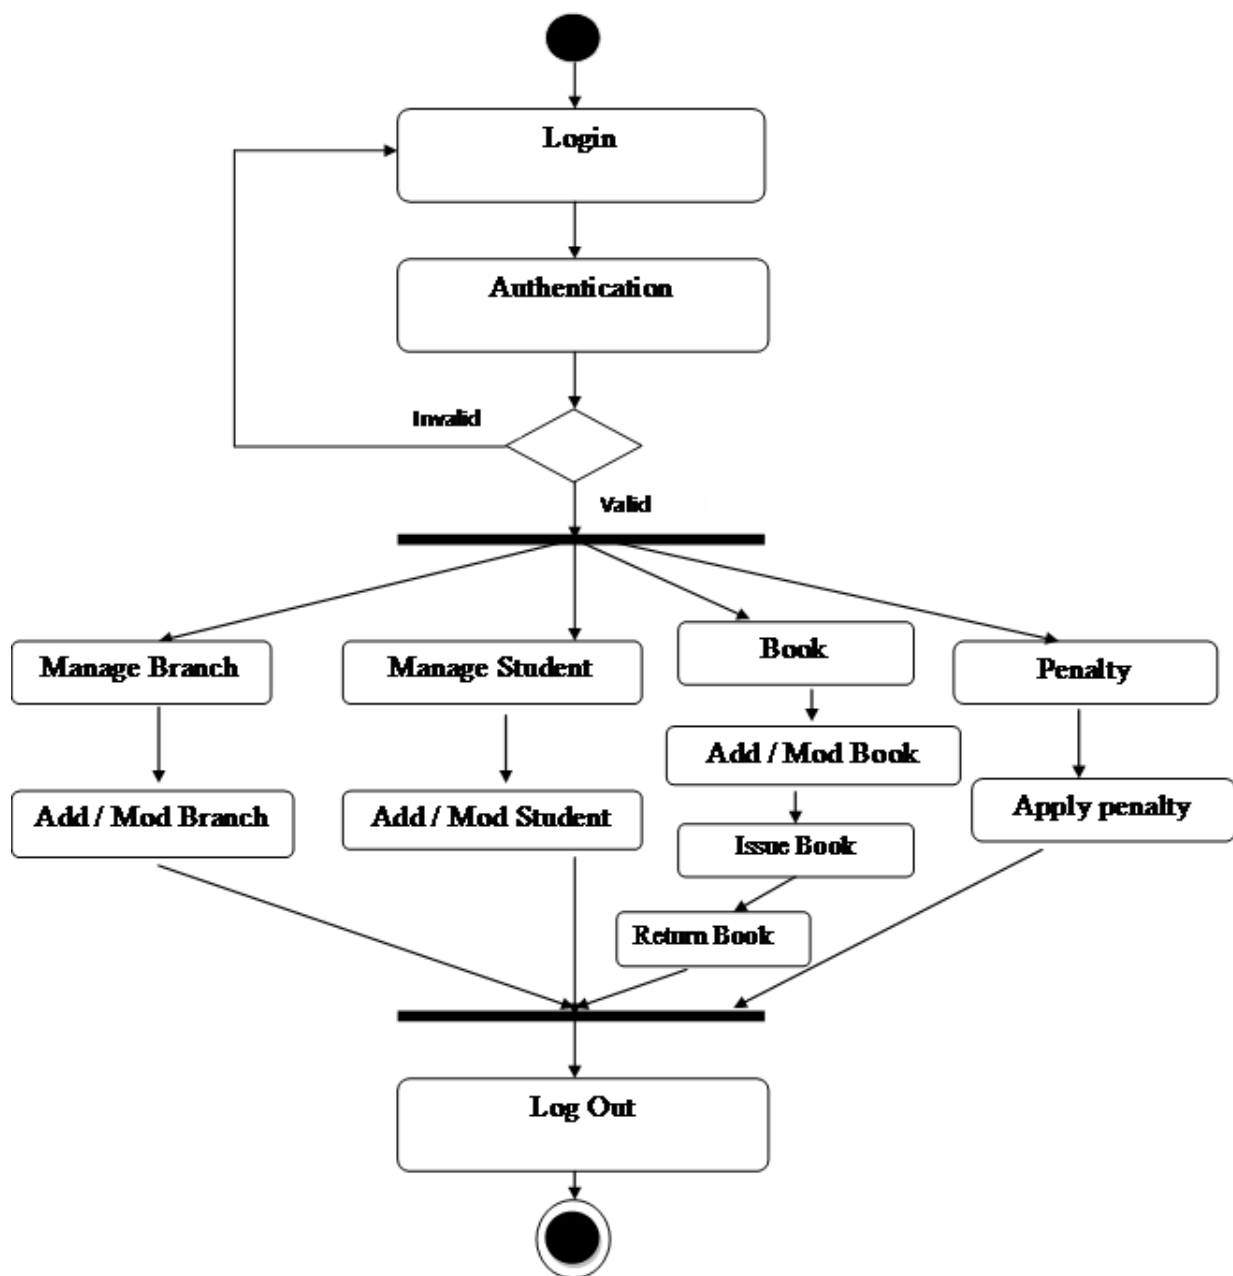 Login
Authentication
Invalid
Valid
Manage Branch
Manage Student
Book
Penalty
Add / Mod Branch
Add / Mod Student
Add / Mod Book
Apply penalty
Issue Book
Return Book
Log Out